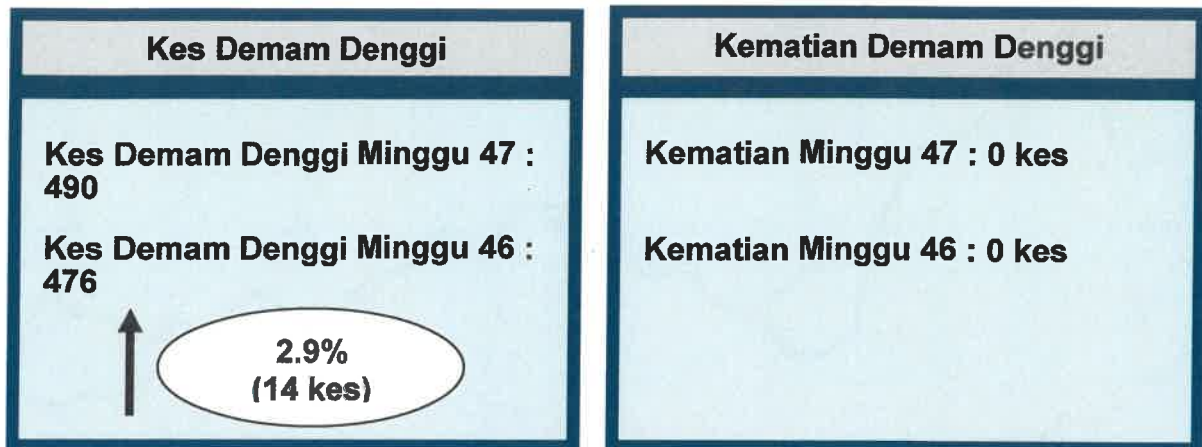 Kes Demam Denggi
Kes Demam Denggi Minggu 47 :
490
Kes Demam Denggi Minggu 46 :
476
2.9%
(14 kes)
Kematian Demam Denggi
Kematian Minggu 47 : 0 kes
Kematian Minggu 46 : 0 kes